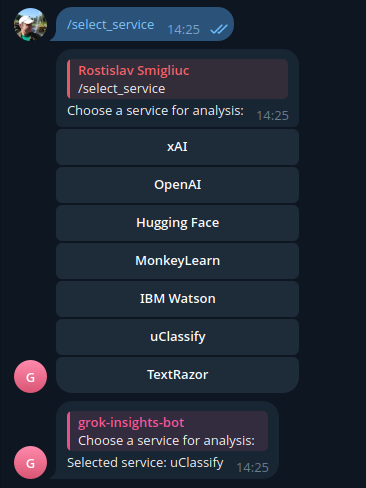 /select_service
14:25
Rostislav Smigliuc
/select_service
Choose a service for analysis:
14:25
xAI
OpenAI
Hugging Face
MonkeyLearn
IBM Watson
uClassify
TextRazor
G
grok-insights-bot
Choose a service for analysis:
Selected service: uClassify
14:25
G